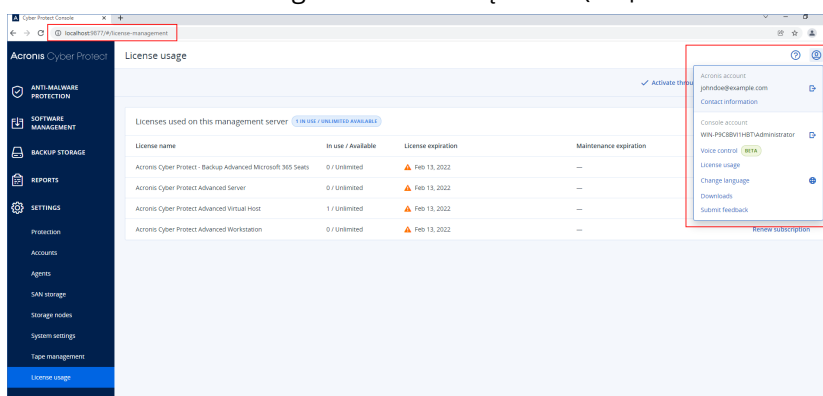 Cyber Protect Console
localhost:9877/#/license-management
Acronis Cyber Protect
License usage
Acronis account
johndoe@example.com
Contact information
Console account
WIN-P9C8BVI1HBT\Administrator
Voice control BETA
License usage
Change language
Downloads
Submit feedback
ANTI-MALWARE
PROTECTION
SOFTWARE
MANAGEMENT
BACKUP STORAGE
REPORTS
SETTINGS
Protection
Accounts
Agents
SAN storage
Storage nodes
System settings
Tape management
License usage
Activate
Licenses used on this management server 1 IN USE / UNLIMITED AVAILABLE
License name In use / Available License expiration Maintenance expiration
Acronis Cyber Protect - Backup Advanced Microsoft 365 Seats 0 / Unlimited Feb 13, 2022 —
Acronis Cyber Protect Advanced Server 0 / Unlimited Feb 13, 2022 —
Acronis Cyber Protect Advanced Virtual Host 1 / Unlimited Feb 13, 2022 —
Acronis Cyber Protect Advanced Workstation 0 / Unlimited Feb 13, 2022 — Renew subscription